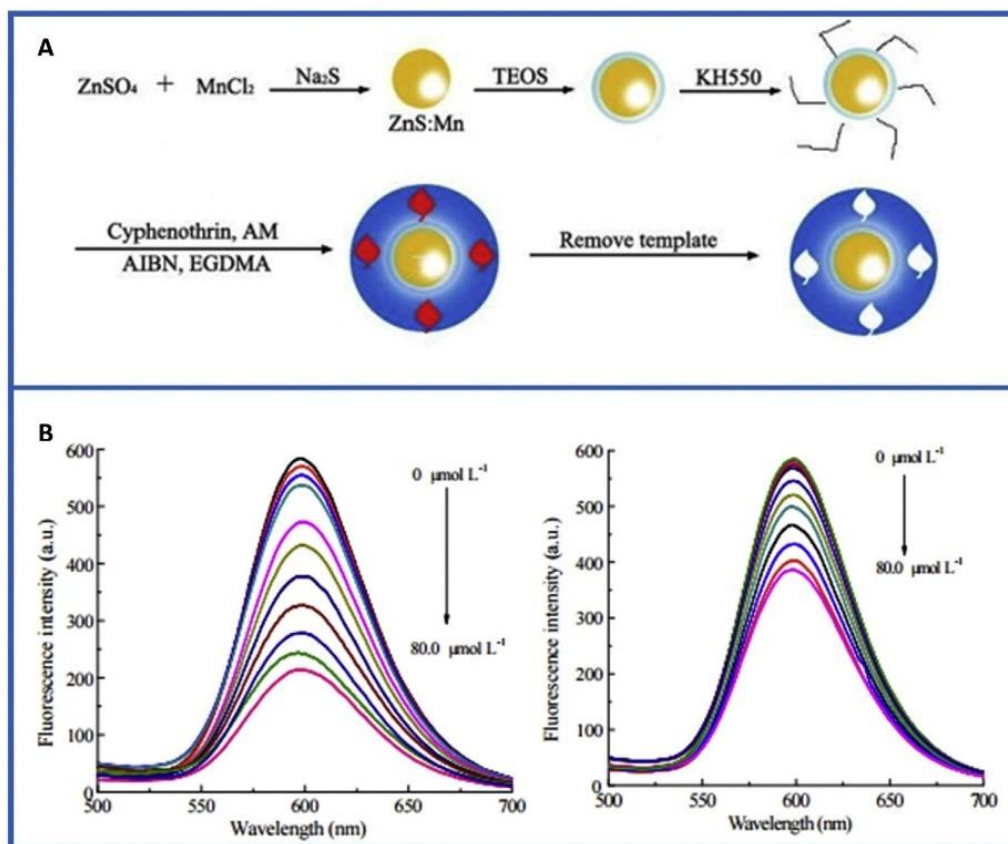 A
ZnSO₄ + MnCl₂ Na₂S TEOS KH550
ZnS:Mn
Cyphenothrin, AM
AIBN, EGDMA
Remove template
B
600
500
400
300
200
100
0
Fluorescence intensity (a.u.)
0 μmol L⁻¹
80.0 μmol L⁻¹
500 550 600 650 700
Wavelength (nm)
600
500
400
300
200
100
0
Fluorescence intensity (a.u.)
0 μmol L⁻¹
80.0 μmol L⁻¹
500 550 600 650 700
Wavelength (nm)